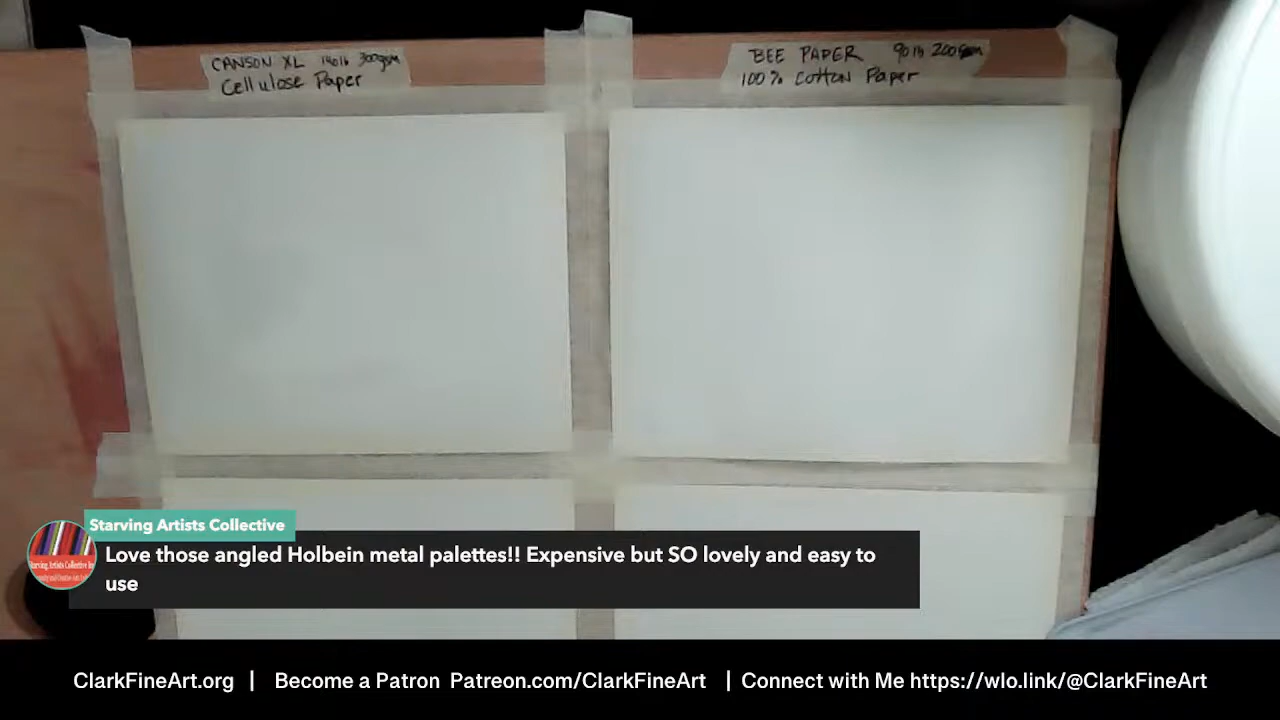 CANSON XL 140lb 300gsm
Cellulose Paper
BEE PAPER 90lb 200gsm
100% Cotton Paper
Starving Artists Collective
Love those angled Holbein metal palettes!! Expensive but SO lovely and easy to
use
ClarkFineArt.org | Become a Patron Patreon.com/ClarkFineArt | Connect with Me https://wlo.link/@ClarkFineArt